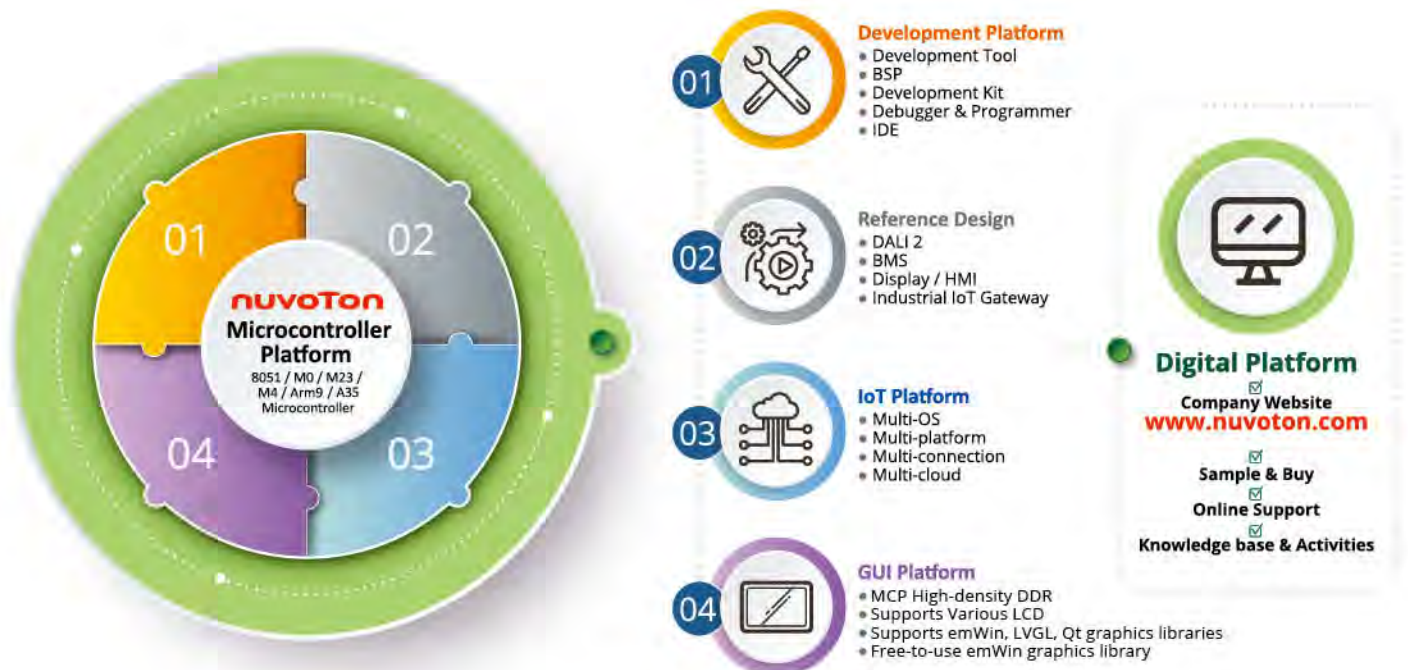 01
02
03
04
nuvoTon
Microcontroller
Platform
8051 / M0 / M23 /
M4 / Arm9 / A35
Microcontroller
01
Development Platform
• Development Tool
• BSP
• Development Kit
• Debugger & Programmer
• IDE
02
Reference Design
• DALI 2
• BMS
• Display / HMI
• Industrial IoT Gateway
03
IoT Platform
• Multi-OS
• Multi-platform
• Multi-connection
• Multi-cloud
04
GUI Platform
• MCP High-density DDR
• Supports Various LCD
• Supports emWin, LVGL, Qt graphics libraries
• Free-to-use emWin graphics library
Digital Platform
Company Website
www.nuvoton.com
Sample & Buy
Online Support
Knowledge base & Activities